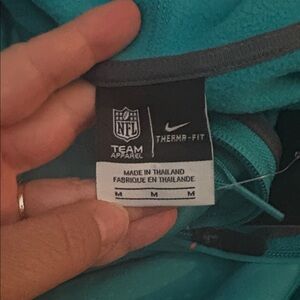 NFL
TEAM
APPAREL
THERMA-FIT
MADE IN THAILAND
FABRIQUE EN THAILANDE
M M M